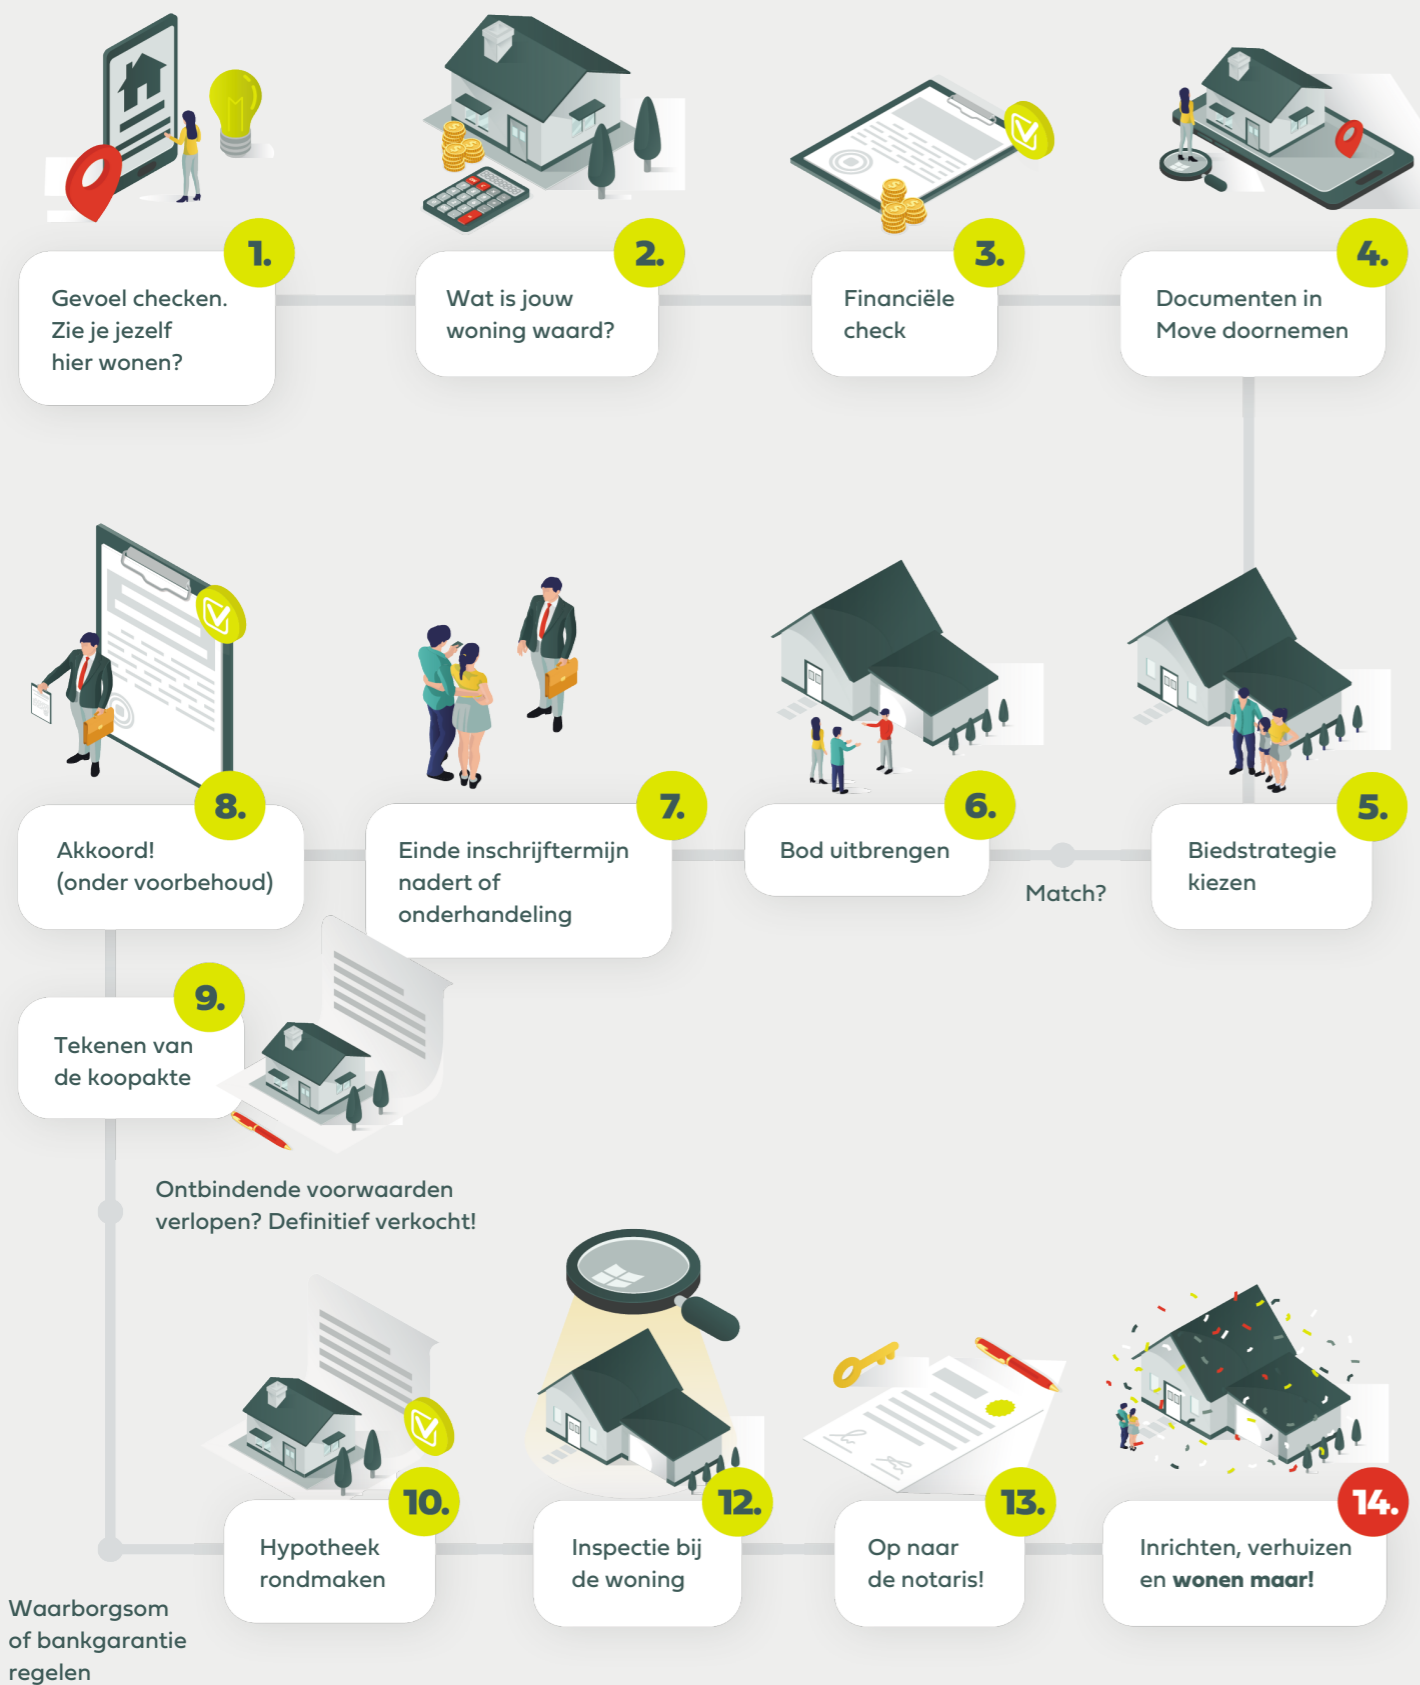 1.
Gevoel checken.
Zie je jezelf
hier wonen?
2.
Wat is jouw
woning waard?
3.
Financiële
check
4.
Documenten in
Move doornemen
5.
Biedstrategie
kiezen
Match?
6.
Bod uitbrengen
7.
Einde inschrijftermijn
nadert of
onderhandeling
8.
Akkoord!
(onder voorbehoud)
9.
Tekenen van
de koopakte
Ontbindende voorwaarden
verlopen? Definitief verkocht!
Waarborgsom
of bankgarantie
regelen
10.
Hypotheek
rondmaken
12.
Inspectie bij
de woning
13.
Op naar
de notaris!
14.
Inrichten, verhuizen
en wonen maar!